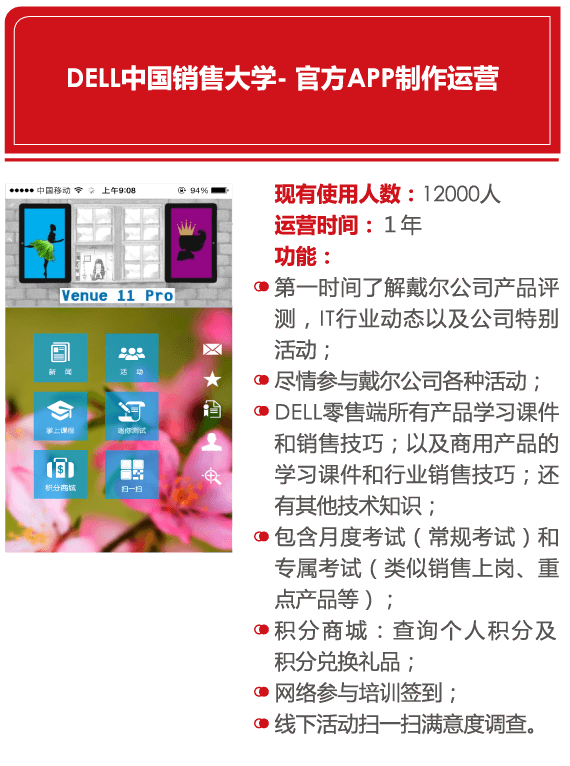 DELL中国销售大学- 官方APP制作运营
中国移动 上午9:08 94%
Venue 11 Pro
新 闻 活 动
掌上课程 迷你测试
积分商城 扫一扫
现有使用人数：12000人
运营时间：１年
功能：
第一时间了解戴尔公司产品评
测，IT行业动态以及公司特别
活动；
尽情参与戴尔公司各种活动；
DELL零售端所有产品学习课件
和销售技巧；以及商用产品的
学习课件和行业销售技巧；还
有其他技术知识；
包含月度考试（常规考试）和
专属考试（类似销售上岗、重
点产品等）；
积分商城：查询个人积分及
积分兑换礼品；
网络参与培训签到；
线下活动扫一扫满意度调查。